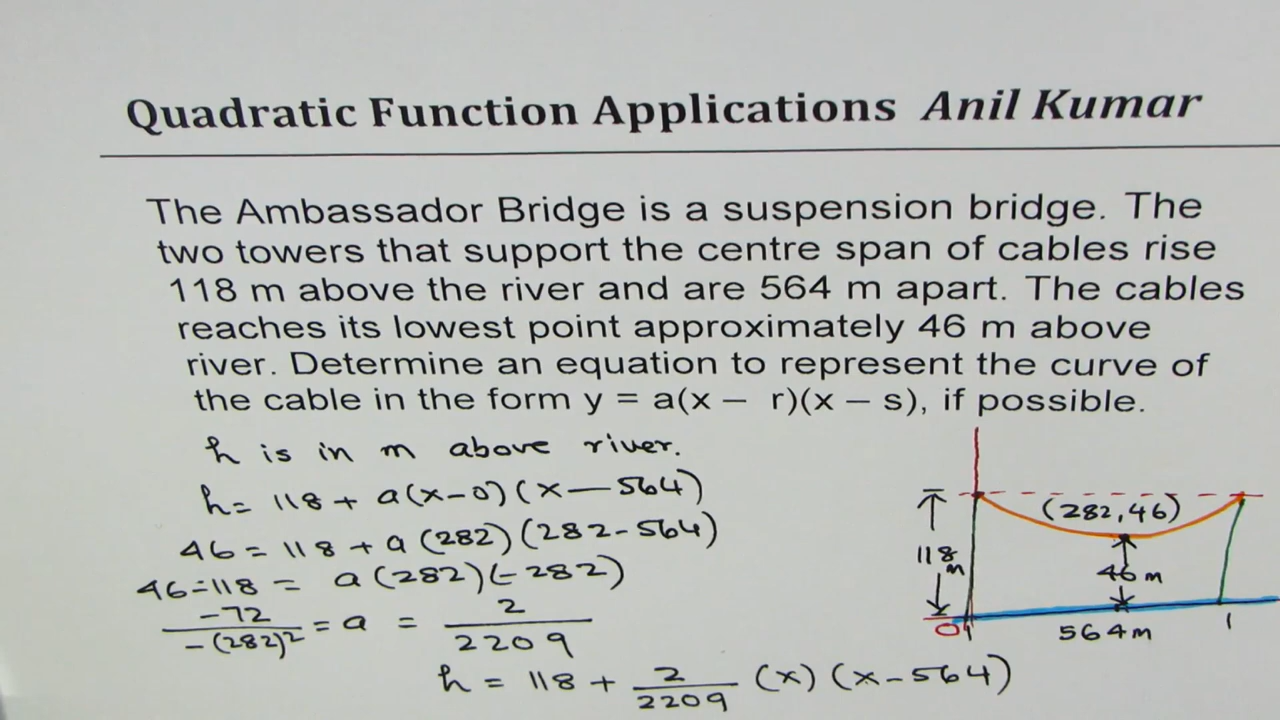 Quadratic Function Applications Anil Kumar
The Ambassador Bridge is a suspension bridge. The
two towers that support the centre span of cables rise
118 m above the river and are 564 m apart. The cables
reaches its lowest point approximately 46 m above
river. Determine an equation to represent the curve of
the cable in the form y = a(x – r)(x – s), if possible.
h is in m above river.
h = 118 + a(x-0)(x-564)
46 = 118 + a(282)(282-564)
46-118 = a(282)(-282)
-72/-(282)² = a = 2/2209
h = 118 + 2/2209 (x)(x-564)
(282,46)
118 m
46 m
0
564m